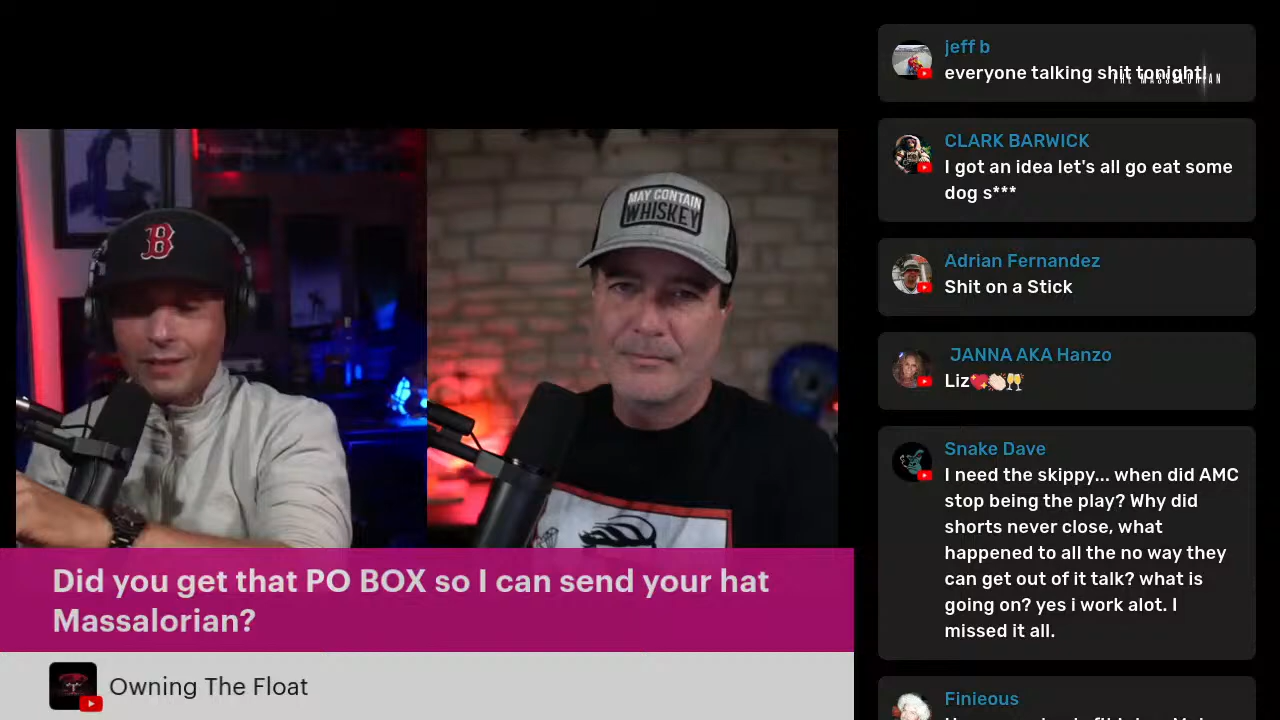 jeff b
everyone talking shit tonight!
THE MASSALORIAN
CLARK BARWICK
I got an idea let's all go eat some
dog s***
Adrian Fernandez
Shit on a Stick
JANNA AKA Hanzo
Liz💖👏🏻🥂
Snake Dave
I need the skippy... when did AMC
stop being the play? Why did
shorts never close, what
happened to all the no way they
can get out of it talk? what is
going on? yes i work alot. I
missed it all.
Finieous
B
MAY CONTAIN
WHISKEY
Did you get that PO BOX so I can send your hat
Massalorian?
Owning The Float